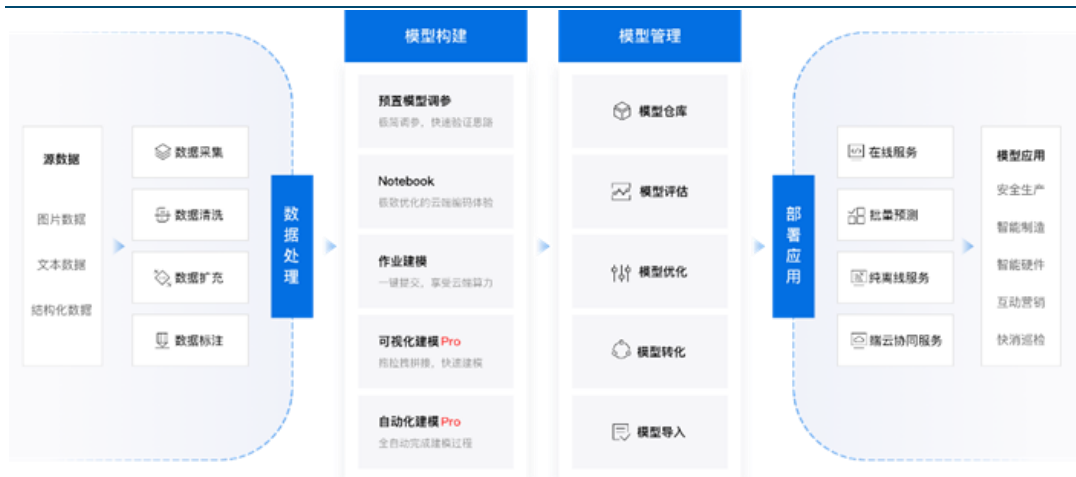 源数据
图片数据
文本数据
结构化数据
数据采集
数据清洗
数据扩充
数据标注
数据处理
模型构建
预置模型调参
极简调参，快速验证思路
Notebook
极致优化的云端编码体验
作业建模
一键提交，享受云端算力
可视化建模 Pro
拖拉拽拼接，快速建模
自动化建模 Pro
全自动完成建模过程
模型管理
模型仓库
模型评估
模型优化
模型转化
模型导入
部署应用
在线服务
批量预测
纯离线服务
端云协同服务
模型应用
安全生产
智能制造
智能硬件
互动营销
快消巡检